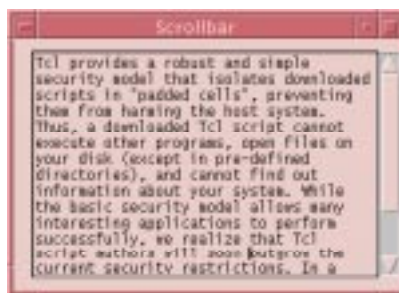 Scrollbar
Tcl provides a robust and simple
security model that isolates downloaded
scripts in "padded cells", preventing
them from harming the host system.
Thus, a downloaded Tcl script cannot
execute other programs, open files on
your disk (except in pre-defined
directories), and cannot find out
information about your system. While
the basic security model allows many
interesting applications to perform
successfully, we realize that Tcl
script authors will soon outgrow the
current security restrictions. In a